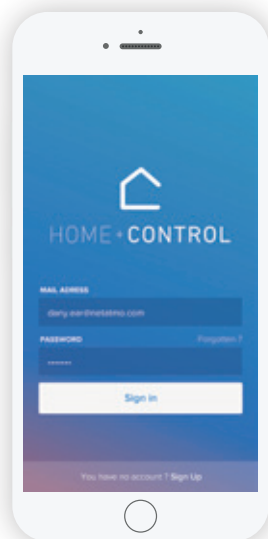 HOME + CONTROL
MAIL ADRESS
PASSWORD
Forgotten ?
••••••
Sign in
You have no account ? Sign Up